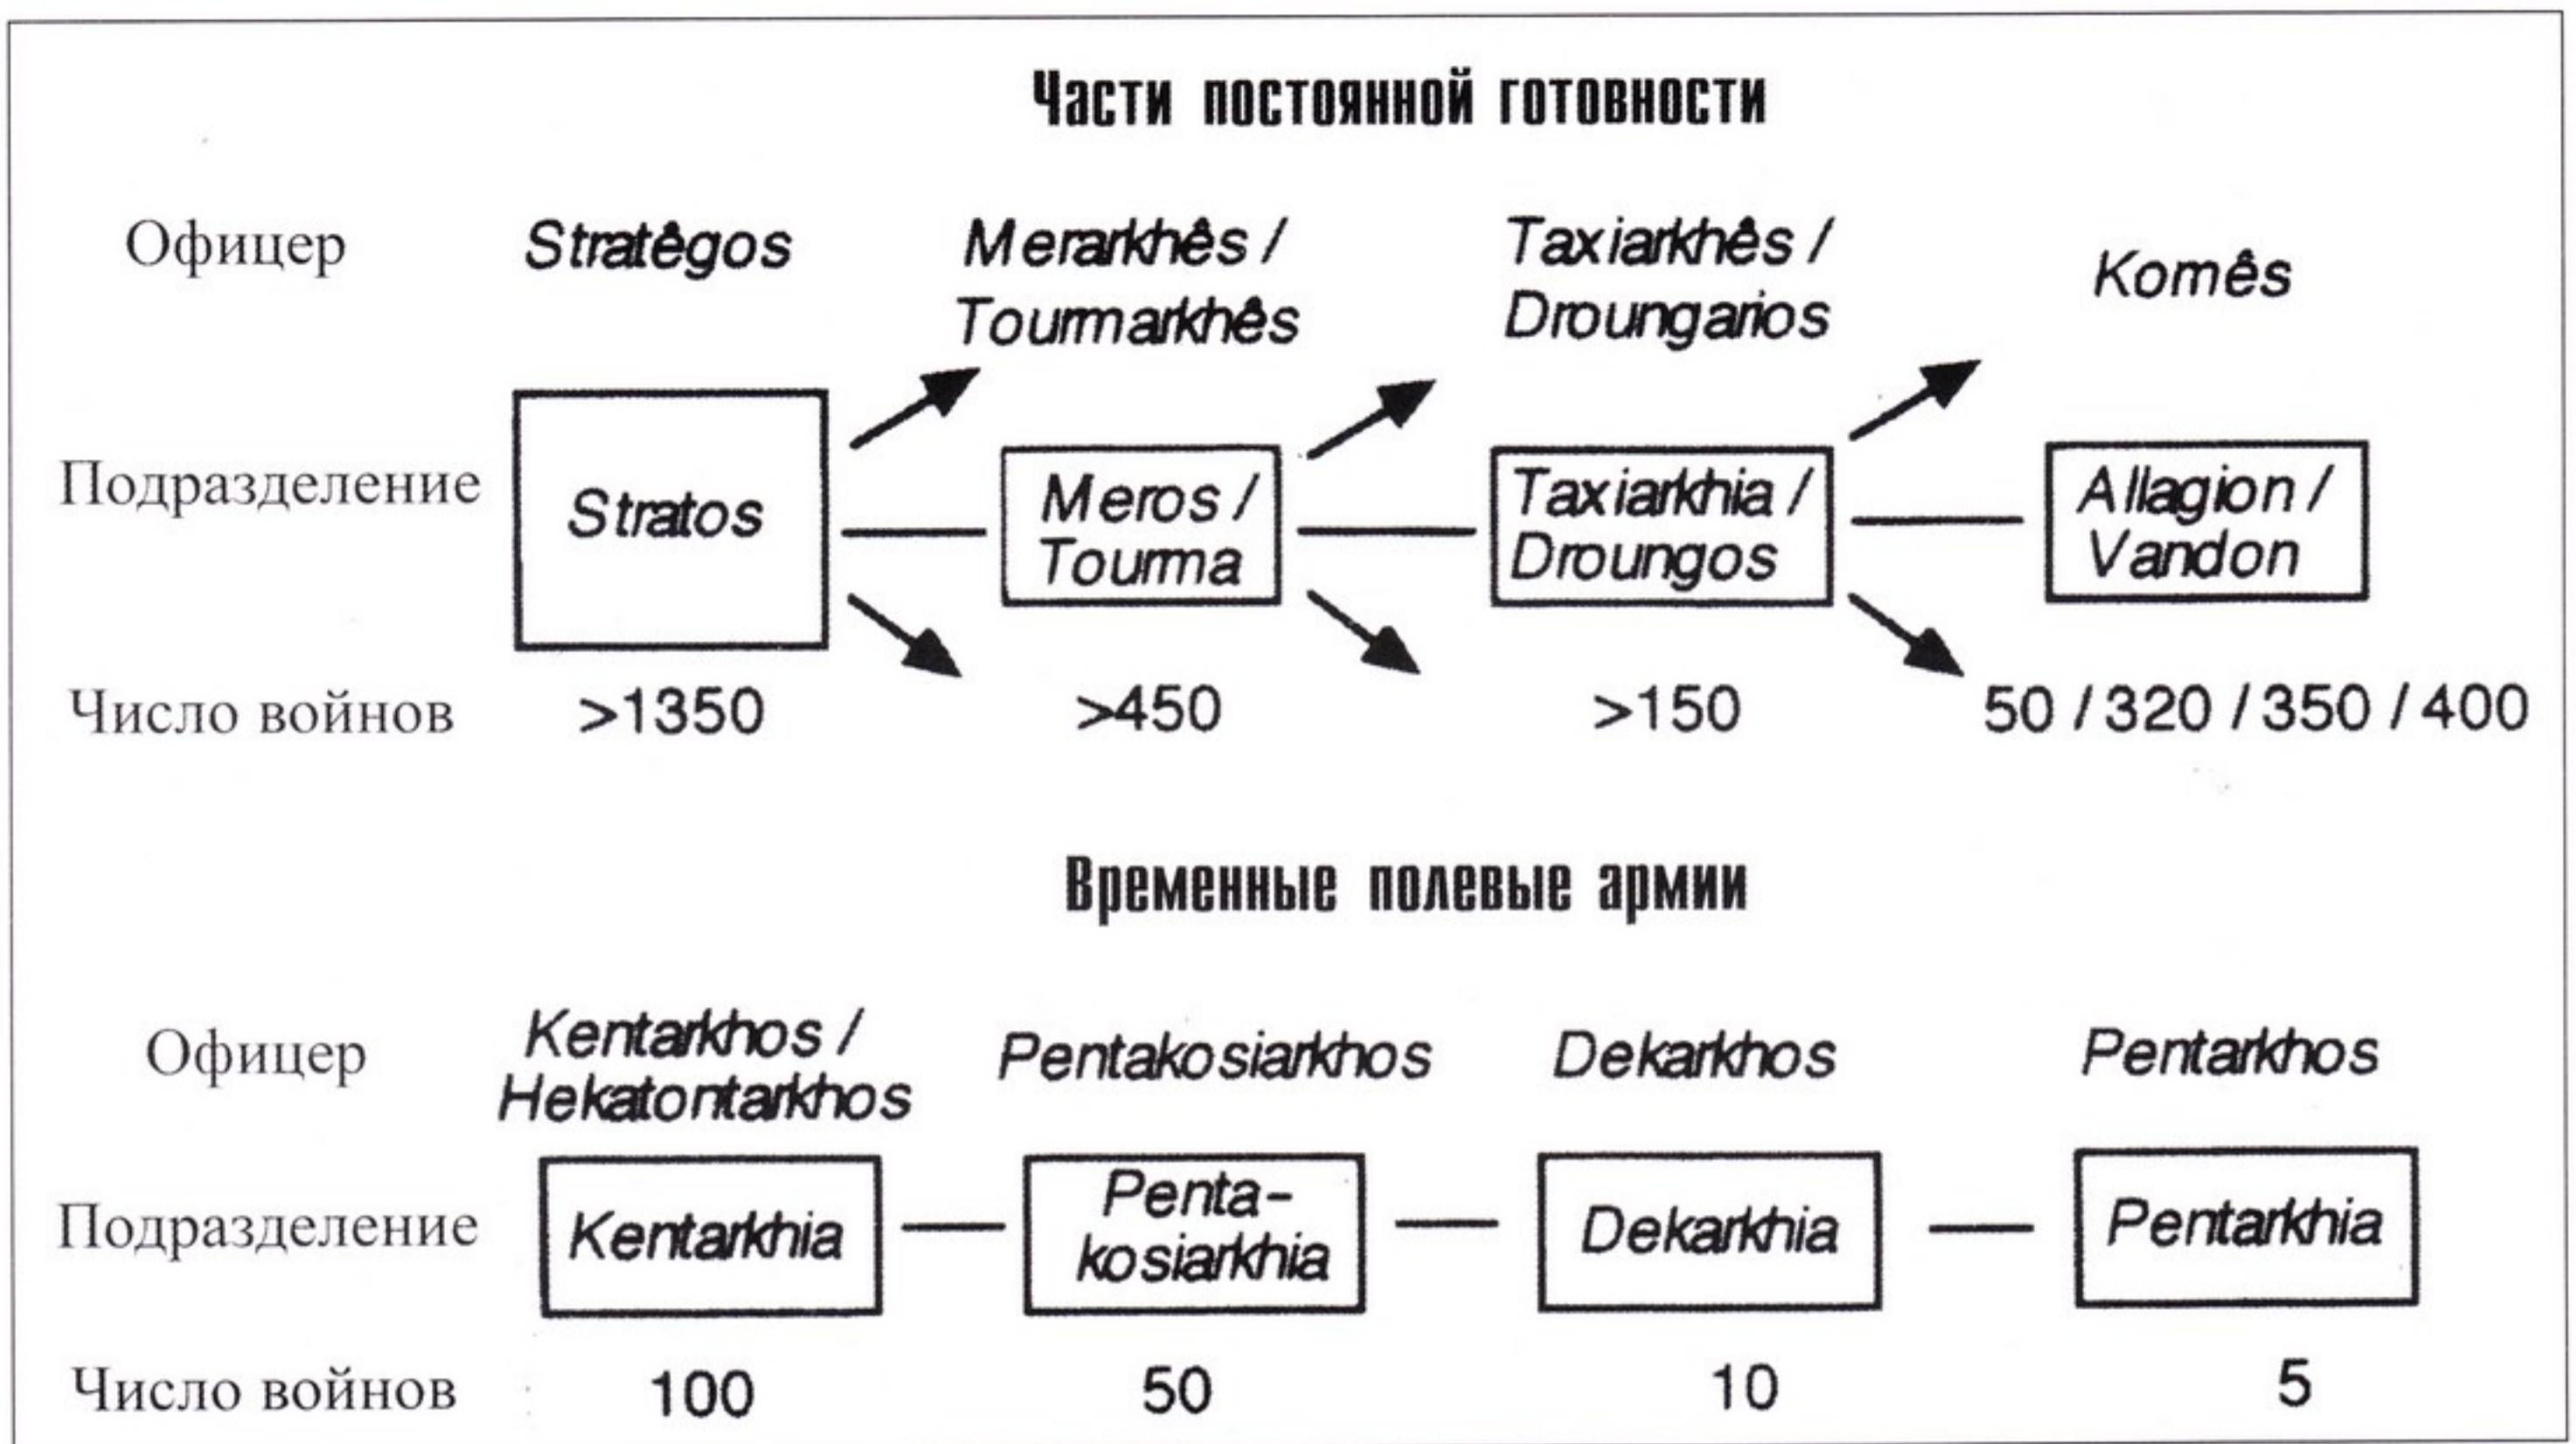 Части постоянной готовности
Офицер
Stratêgos
Merarkhês /
Tourmarkhês
Taxiarkhês /
Droungarios
Komês
Подразделение
Stratos
Meros /
Tourma
Taxiarkhia /
Droungos
Allagion /
Vandon
Число войнов
>1350
>450
>150
50 / 320 / 350 / 400
Временные полевые армии
Офицер
Kentarkhos /
Hekatontarkhos
Pentakosiarkhos
Dekarkhos
Pentarkhos
Подразделение
Kentarkhia
Penta-
kosiarkhia
Dekarkhia
Pentarkhia
Число войнов
100
50
10
5